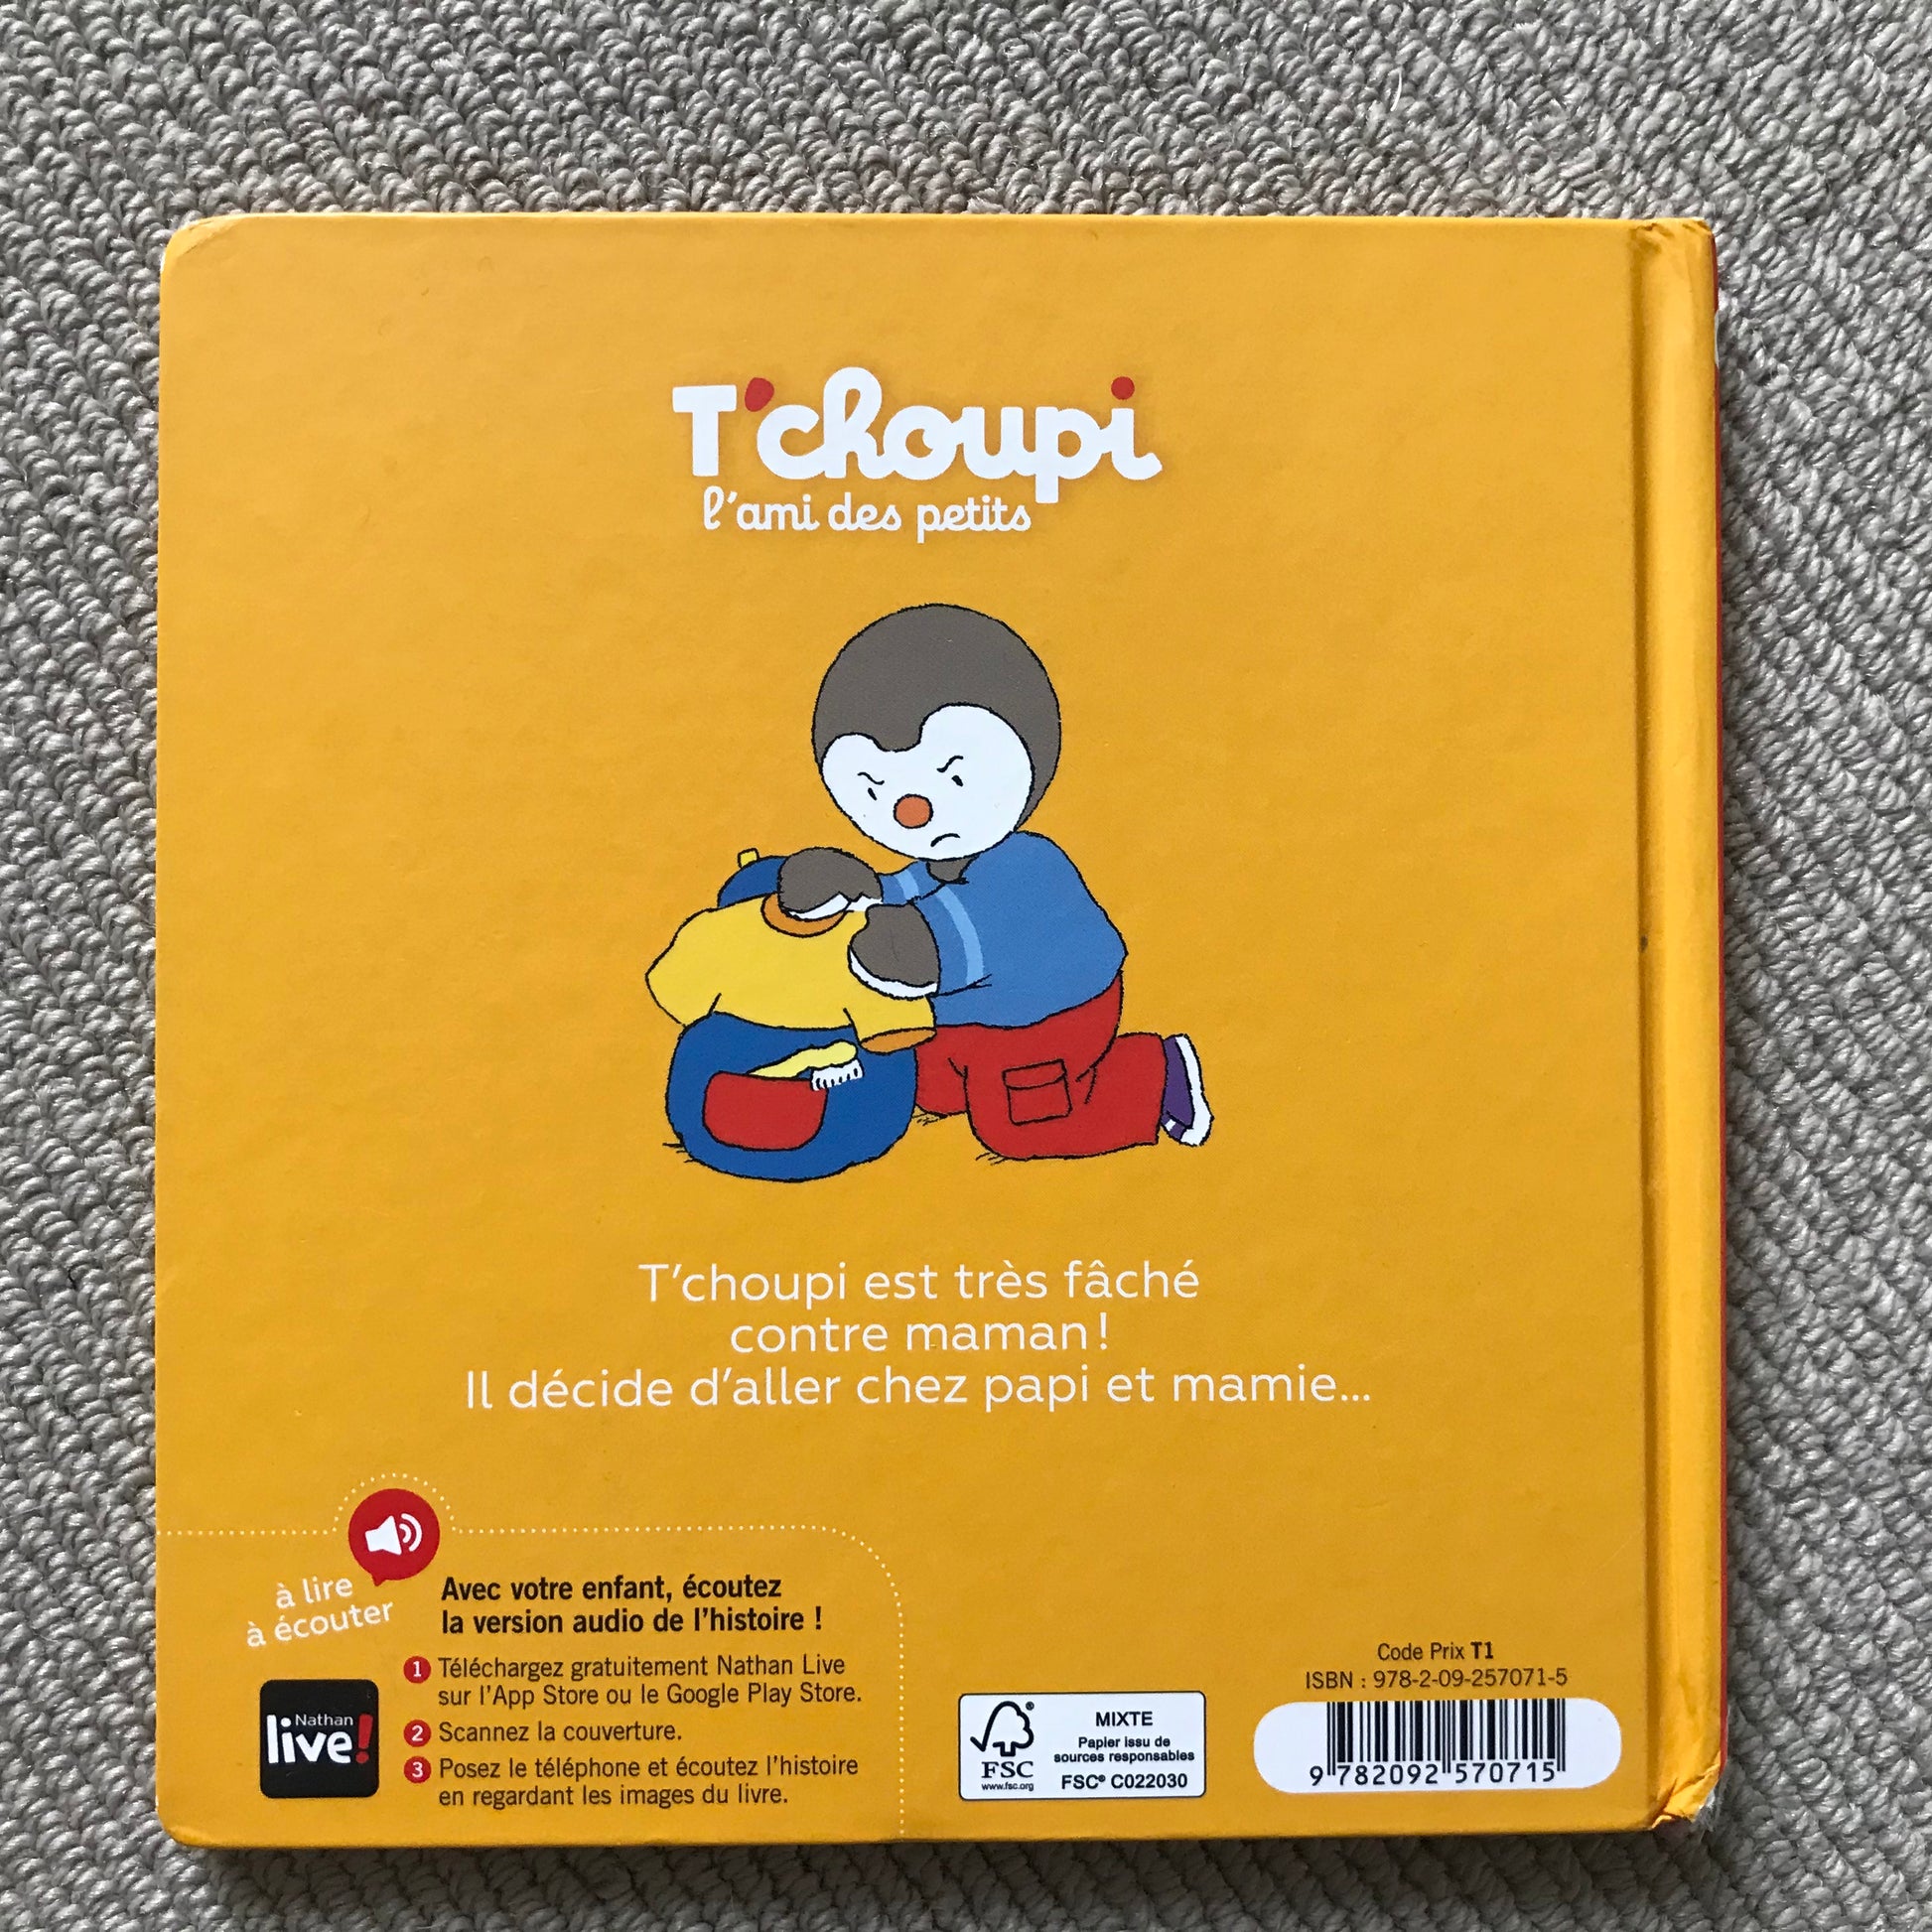 T'choupi
l'ami des petits
T'choupi est très fâché
contre maman !
Il décide d'aller chez papi et mamie...
à lire
à écouter
Avec votre enfant, écoutez
la version audio de l'histoire !
1 Téléchargez gratuitement Nathan Live
sur l'App Store ou le Google Play Store.
2 Scannez la couverture.
3 Posez le téléphone et écoutez l'histoire
en regardant les images du livre.
Nathan
live!
FSC®
www.fsc.org
MIXTE
Papier issu de
sources responsables
FSC® C022030
Code Prix T1
ISBN : 978-2-09-257071-5
9 782092 570715